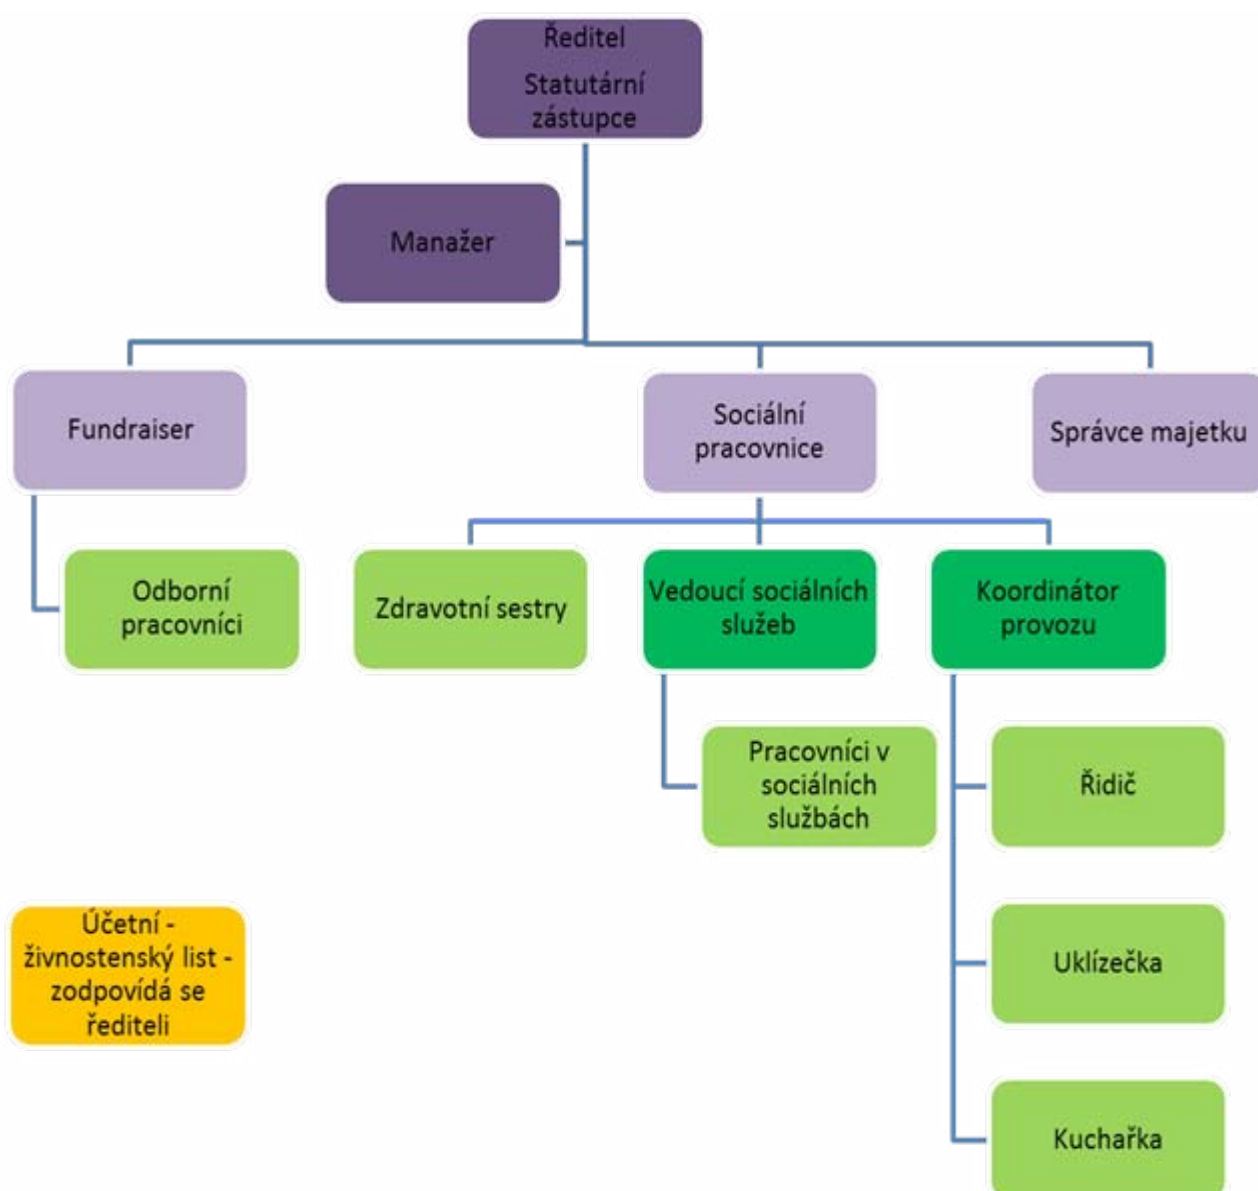 Ředitel
Statutární
zástupce
Manažer
Fundraiser
Sociální
pracovnice
Správce majetku
Odborní
pracovníci
Zdravotní sestry
Vedoucí sociálních
služeb
Koordinátor
provozu
Pracovníci v
sociálních
službách
Řidič
Účetní -
živnostenský list -
zodpovídá se
řediteli
Uklízečka
Kuchařka